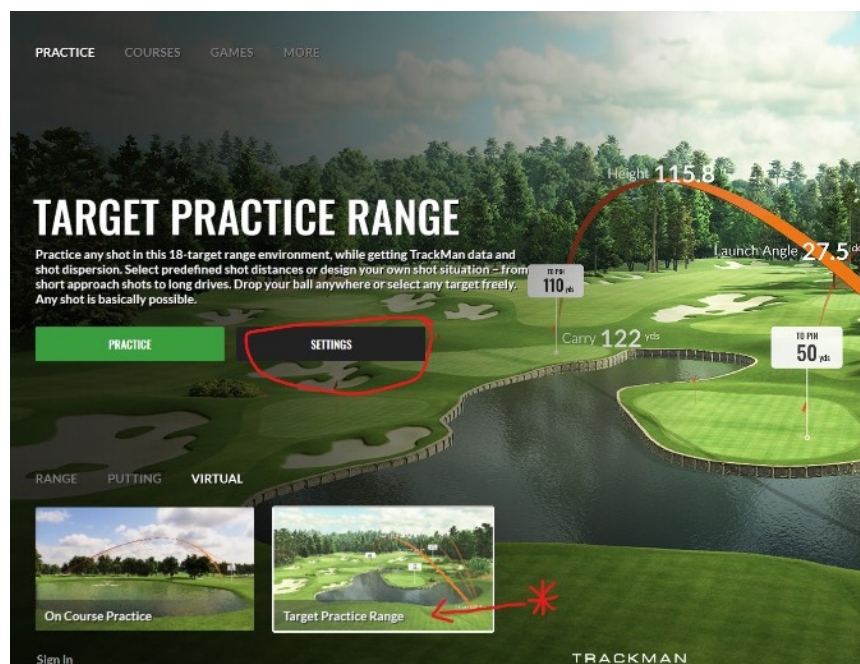 PRACTICE COURSES GAMES MORE
Height 115.8
TARGET PRACTICE RANGE
Launch Angle 27.5
Practice any shot in this 18-target range environment, while getting TrackMan data and
shot dispersion. Select predefined shot distances or design your own shot situation – from
short approach shots to long drives. Drop your ball anywhere or select any target freely.
Any shot is basically possible.
TO PIN
110 yds
PRACTICE
SETTINGS
Carry 122 yds
TO PIN
50 yds
RANGE PUTTING VIRTUAL
On Course Practice
Target Practice Range
Sign in
TRACKMAN